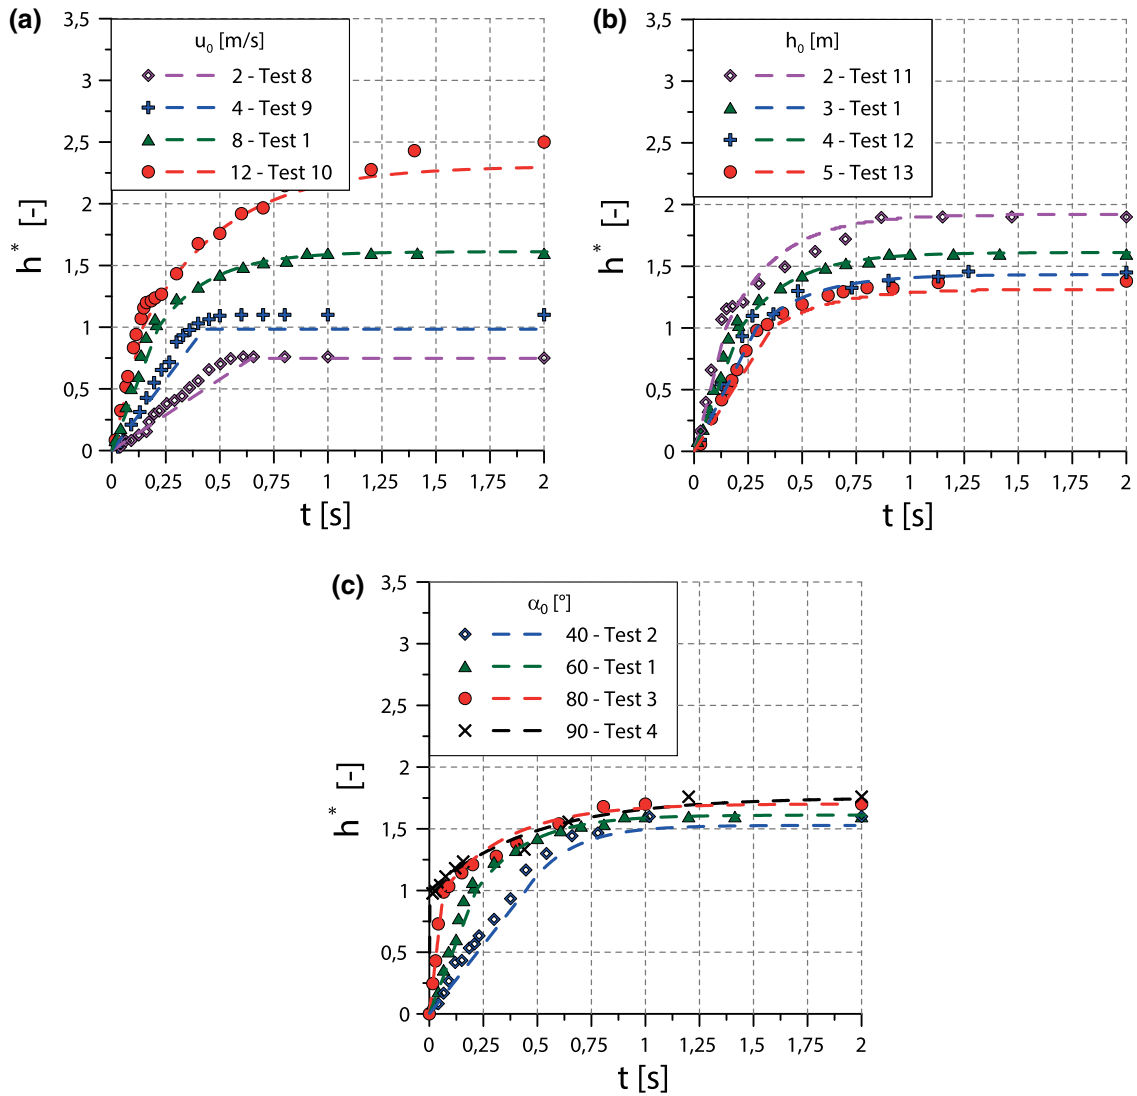 (a)
3,5
3
2,5
2
1,5
1
0,5
0
h* [-]
u0 [m/s]
2 - Test 8
4 - Test 9
8 - Test 1
12 - Test 10
0 0,25 0,5 0,75 1 1,25 1,5 1,75 2
t [s]
(b)
3,5
3
2,5
2
1,5
1
0,5
0
h* [-]
h0 [m]
2 - Test 11
3 - Test 1
4 - Test 12
5 - Test 13
0 0,25 0,5 0,75 1 1,25 1,5 1,75 2
t [s]
(c)
3,5
3
2,5
2
1,5
1
0,5
0
h* [-]
α0 [°]
40 - Test 2
60 - Test 1
80 - Test 3
90 - Test 4
0 0,25 0,5 0,75 1 1,25 1,5 1,75 2
t [s]